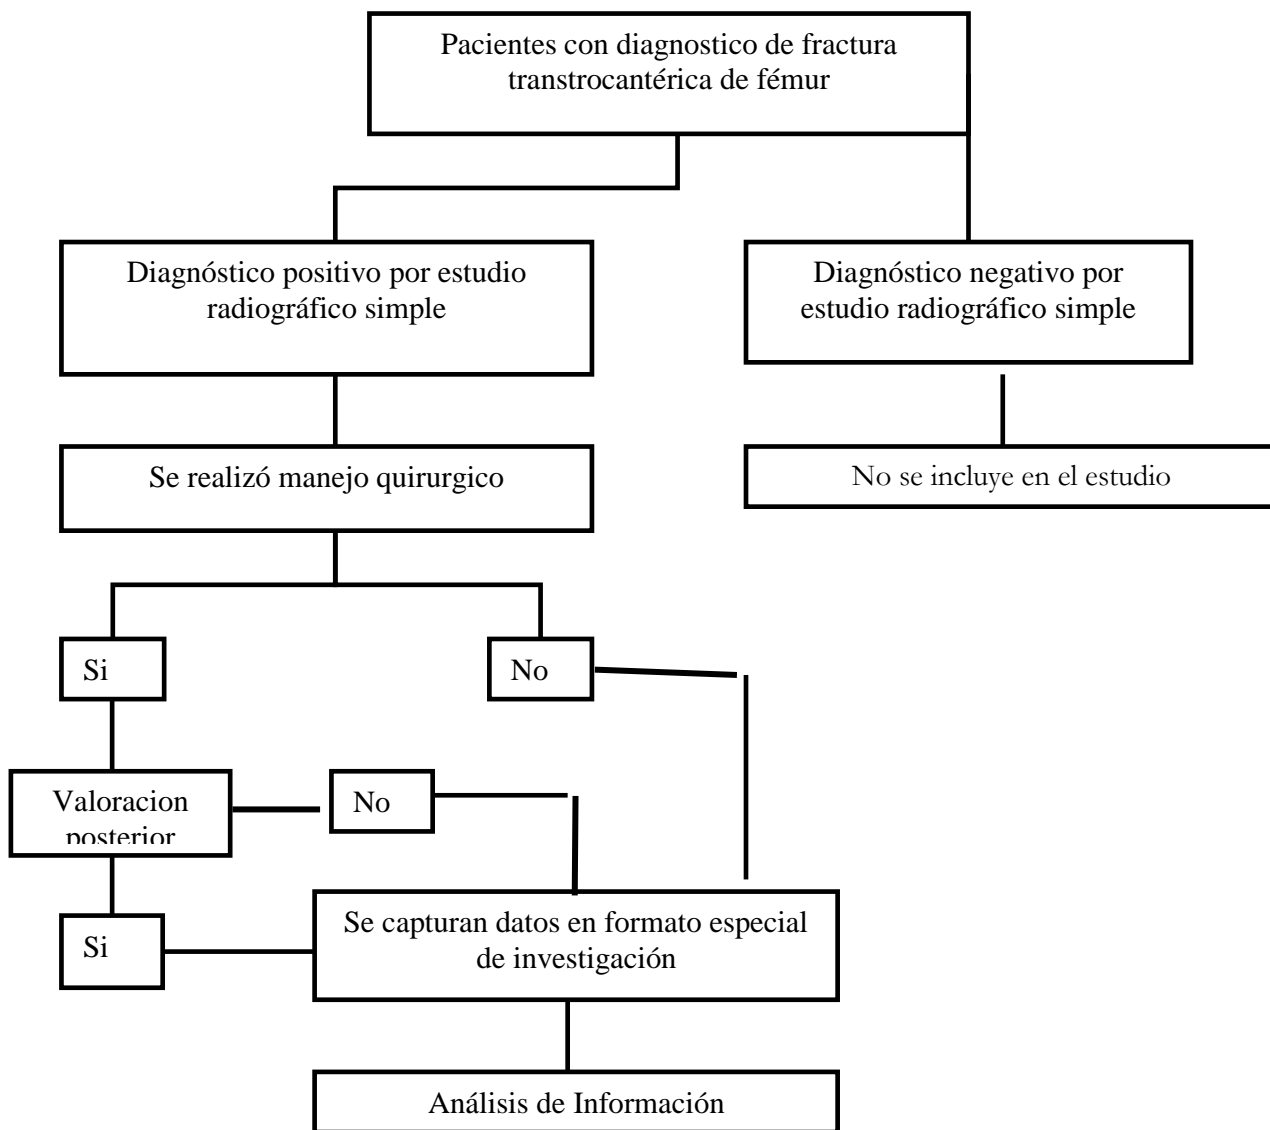 Pacientes con diagnostico de fractura
transtrocantérica de fémur
Diagnóstico positivo por estudio
radiográfico simple
Diagnóstico negativo por
estudio radiográfico simple
Se realizó manejo quirurgico
No se incluye en el estudio
Si
No
Valoracion
posterior
No
Si
Se capturan datos en formato especial
de investigación
Análisis de Información